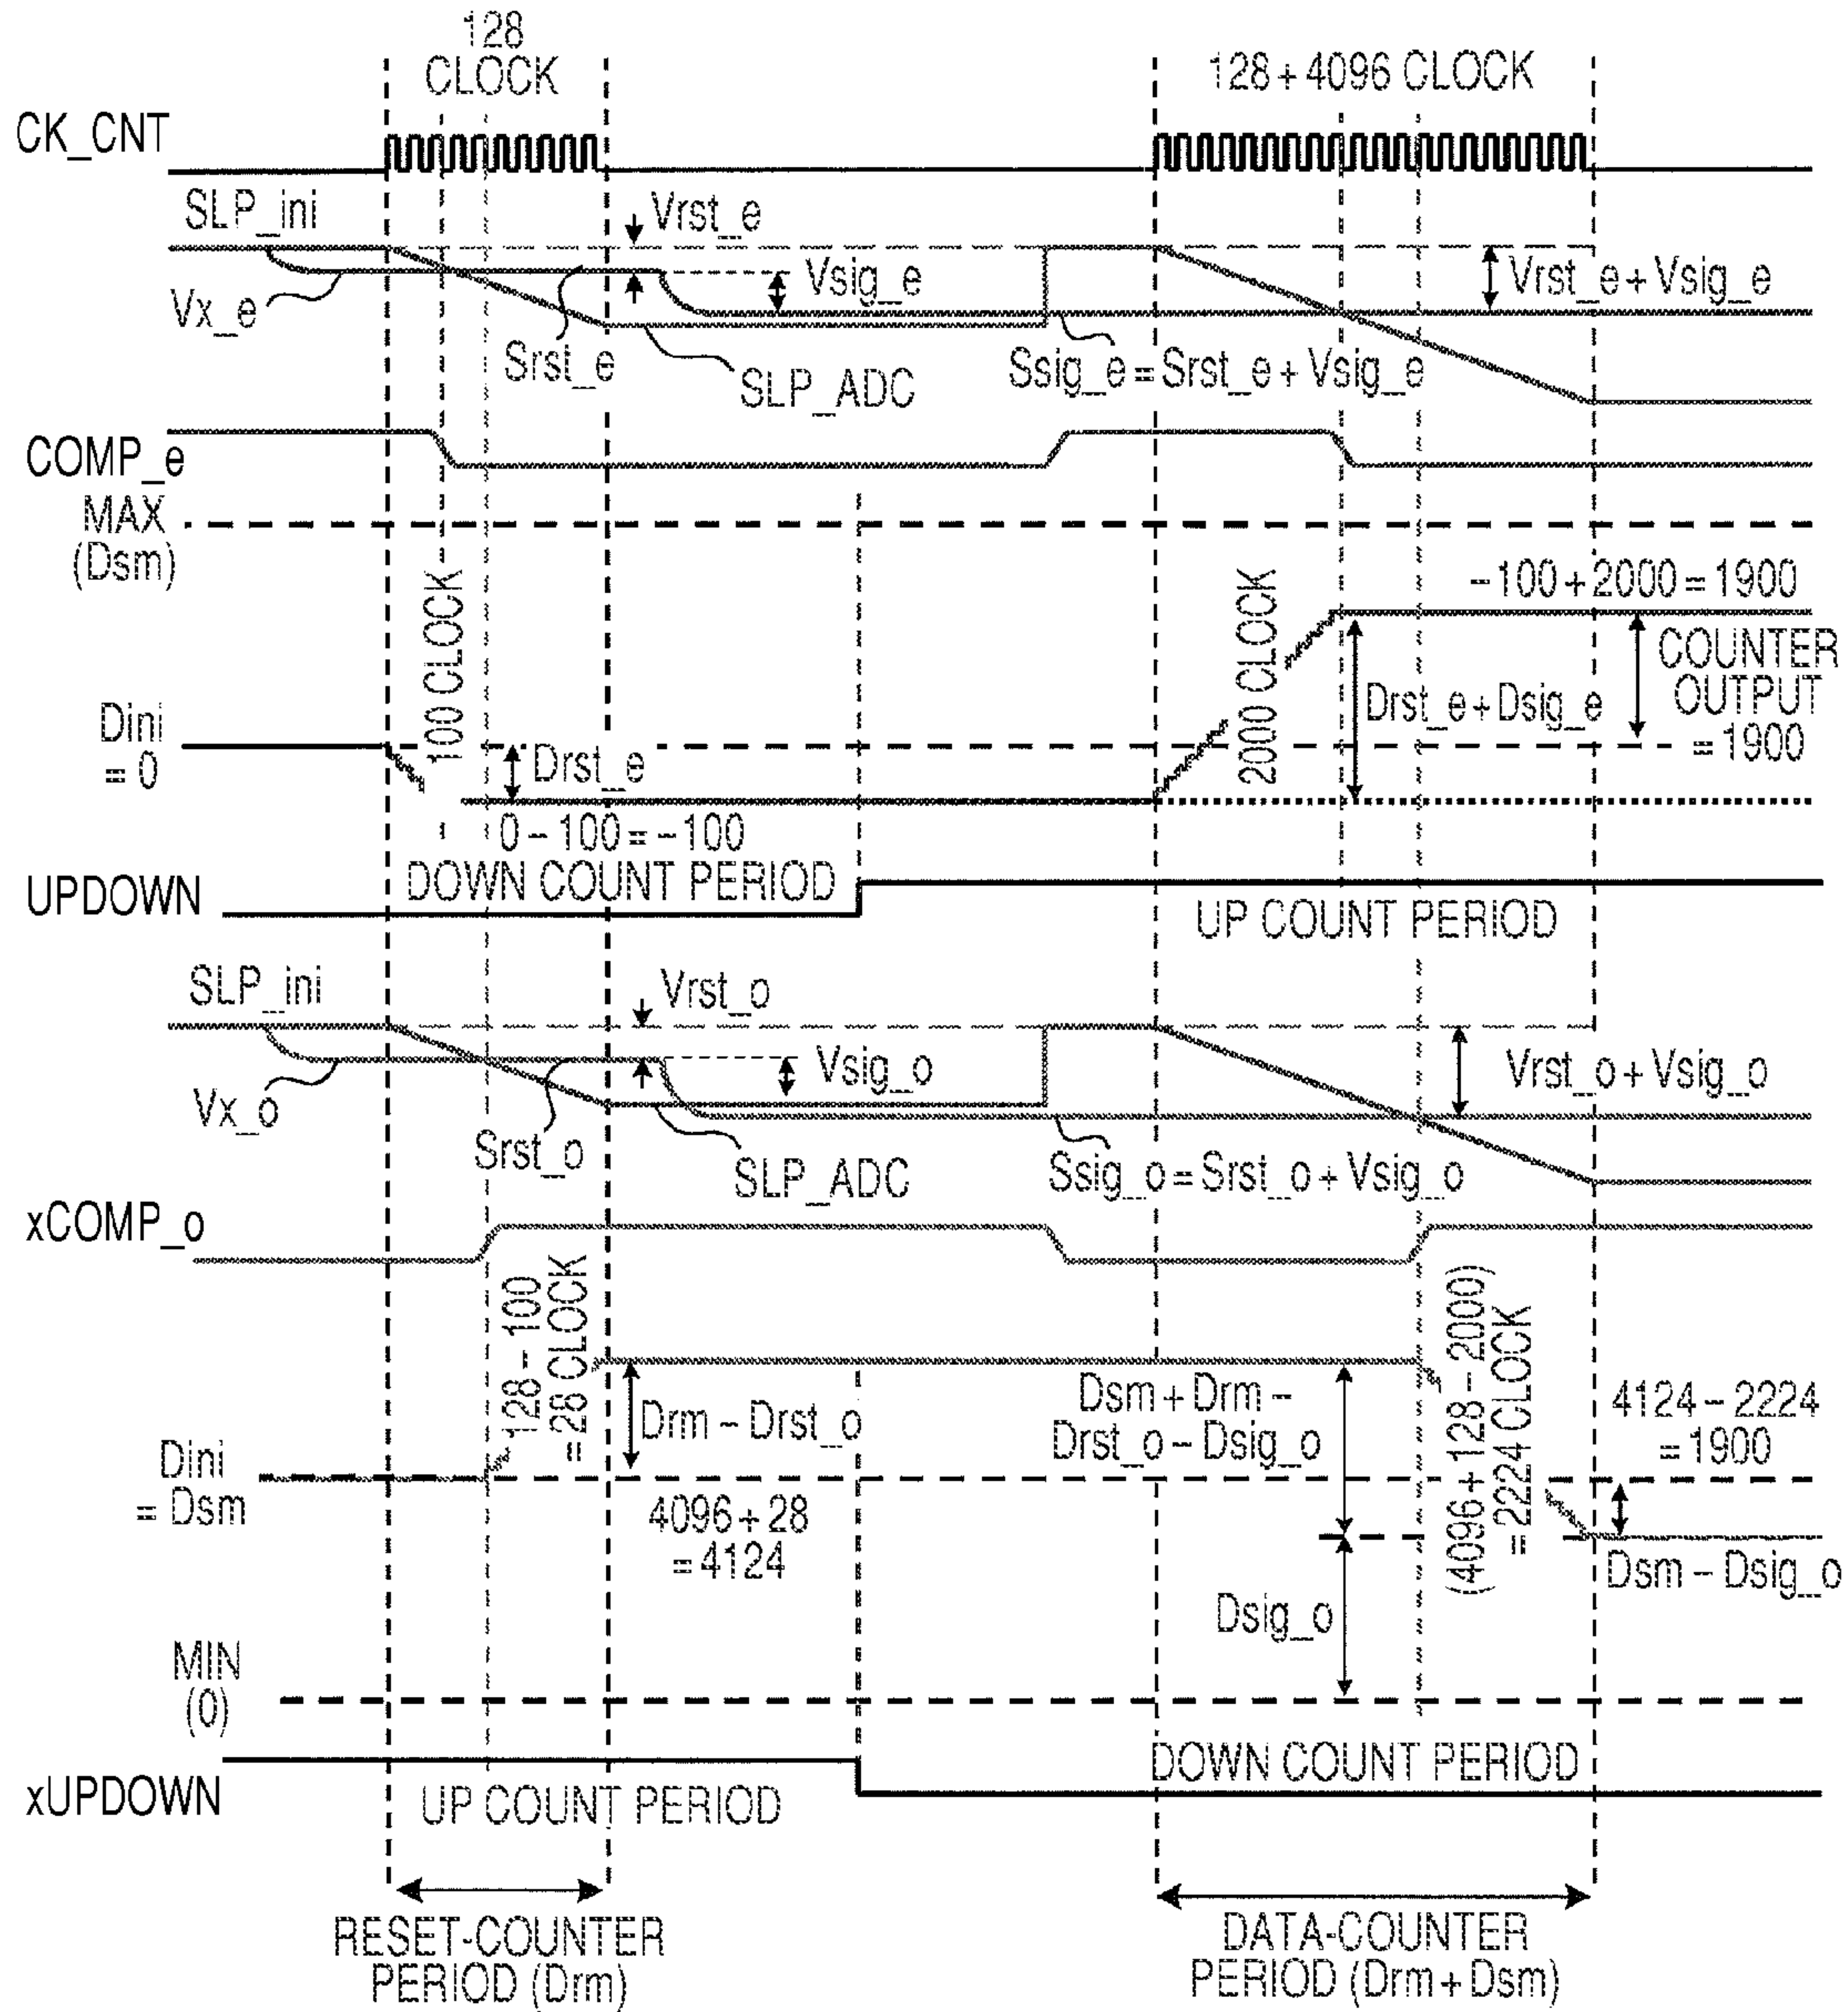 128
CLOCK
128 + 4096 CLOCK
CK_CNT
SLP_ini
Vrst_e
Vsig_e
Vrst_e + Vsig_e
Vx_e
Srst_e
SLP_ADC
Ssig_e = Srst_e + Vsig_e
COMP_e
MAX
(Dsm)
100 CLOCK
2000 CLOCK
-100 + 2000 = 1900
COUNTER
OUTPUT
= 1900
Drst_e + Dsig_e
Dini
= 0
Drst_e
0 - 100 = -100
DOWN COUNT PERIOD
UPDOWN
UP COUNT PERIOD
SLP_ini
Vrst_o
Vsig_o
Vrst_o + Vsig_o
Vx_o
Srst_o
SLP_ADC
Ssig_o = Srst_o + Vsig_o
xCOMP_o
128 - 100
= 28 CLOCK
(4096 + 128 - 2000)
= 2224 CLOCK
Drm - Drst_o
Dsm + Drm -
Drst_o - Dsig_o
4124 - 2224
= 1900
Dini
= Dsm
4096 + 28
= 4124
Dsm - Dsig_o
Dsig_o
MIN
(0)
DOWN COUNT PERIOD
xUPDOWN
UP COUNT PERIOD
RESET-COUNTER
PERIOD (Drm)
DATA-COUNTER
PERIOD (Drm + Dsm)